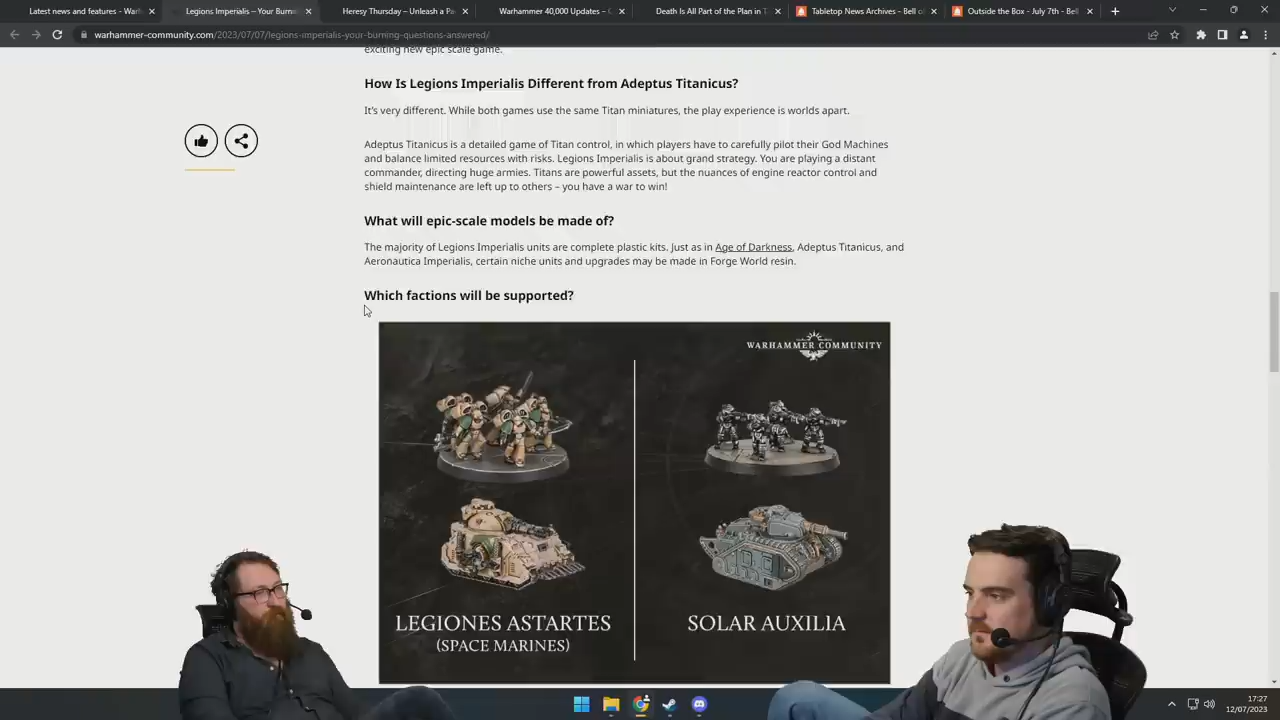 Latest news and features - Warh
Legions Imperialis – Your Burni
Heresy Thursday – Unleash a Pa
Warhammer 40,000 Updates – C
Death Is All Part of the Plan in T
Tabletop News Archives - Bell o
Outside the Box - July 7th - Bell
warhammer-community.com/2023/07/07/legions-imperialis-your-burning-questions-answered/
exciting new epic scale game.
How Is Legions Imperialis Different from Adeptus Titanicus?
It's very different. While both games use the same Titan miniatures, the play experience is worlds apart.
Adeptus Titanicus is a detailed game of Titan control, in which players have to carefully pilot their God Machines
and balance limited resources with risks. Legions Imperialis is about grand strategy. You are playing a distant
commander, directing huge armies. Titans are powerful assets, but the nuances of engine reactor control and
shield maintenance are left up to others – you have a war to win!
What will epic-scale models be made of?
The majority of Legions Imperialis units are complete plastic kits. Just as in Age of Darkness, Adeptus Titanicus, and
Aeronautica Imperialis, certain niche units and upgrades may be made in Forge World resin.
Which factions will be supported?
WARHAMMER COMMUNITY
LEGIONES ASTARTES
(SPACE MARINES)
SOLAR AUXILIA
17:27
12/07/2023